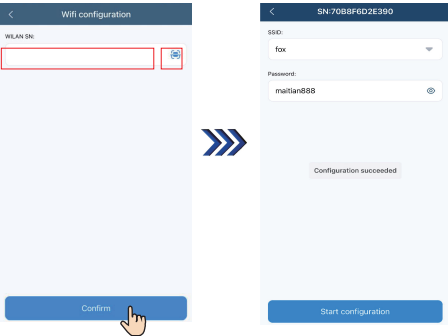 Wifi configuration
WILAN SN:
Confirm
SN:70B8F6D2E390
SSID:
fox
Password:
maitian888
Configuration succeeded
Start configuration